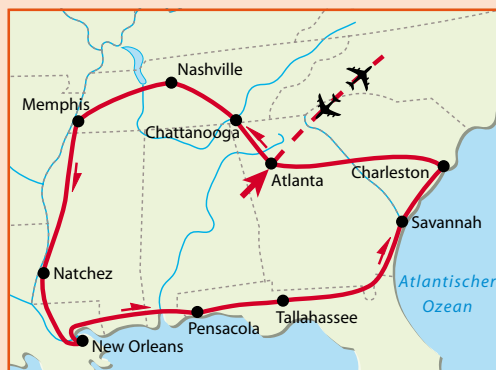 Nashville
Memphis
Chattanooga
Atlanta
Charleston
Savannah
Natchez
Atlantischer
Ozean
Tallahassee
Pensacola
New Orleans